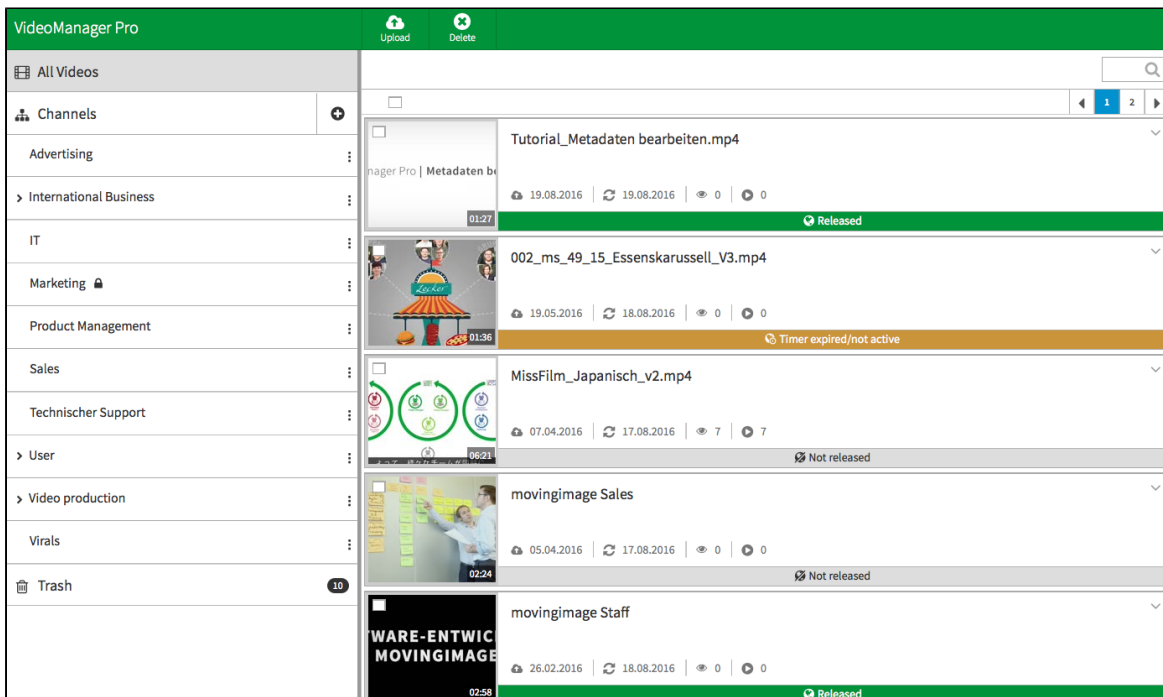 VideoManager Pro
Upload
Delete
All Videos
Channels
Advertising
International Business
IT
Marketing
Product Management
Sales
Technischer Support
User
Video production
Virals
Trash
10
1 2
nager Pro | Metadaten be
01:27
Tutorial_Metadaten bearbeiten.mp4
19.08.2016 19.08.2016 0 0
Released
Lecker
01:36
002_ms_49_15_Essenskarussell_V3.mp4
19.05.2016 18.08.2016 0 0
Timer expired/not active
06:21
MissFilm_Japanisch_v2.mp4
07.04.2016 17.08.2016 7 7
Not released
02:24
movingimage Sales
05.04.2016 17.08.2016 0 0
Not released
WARE-ENTWIC
MOVINGIMAGE
02:58
movingimage Staff
26.02.2016 18.08.2016 0 0
Released